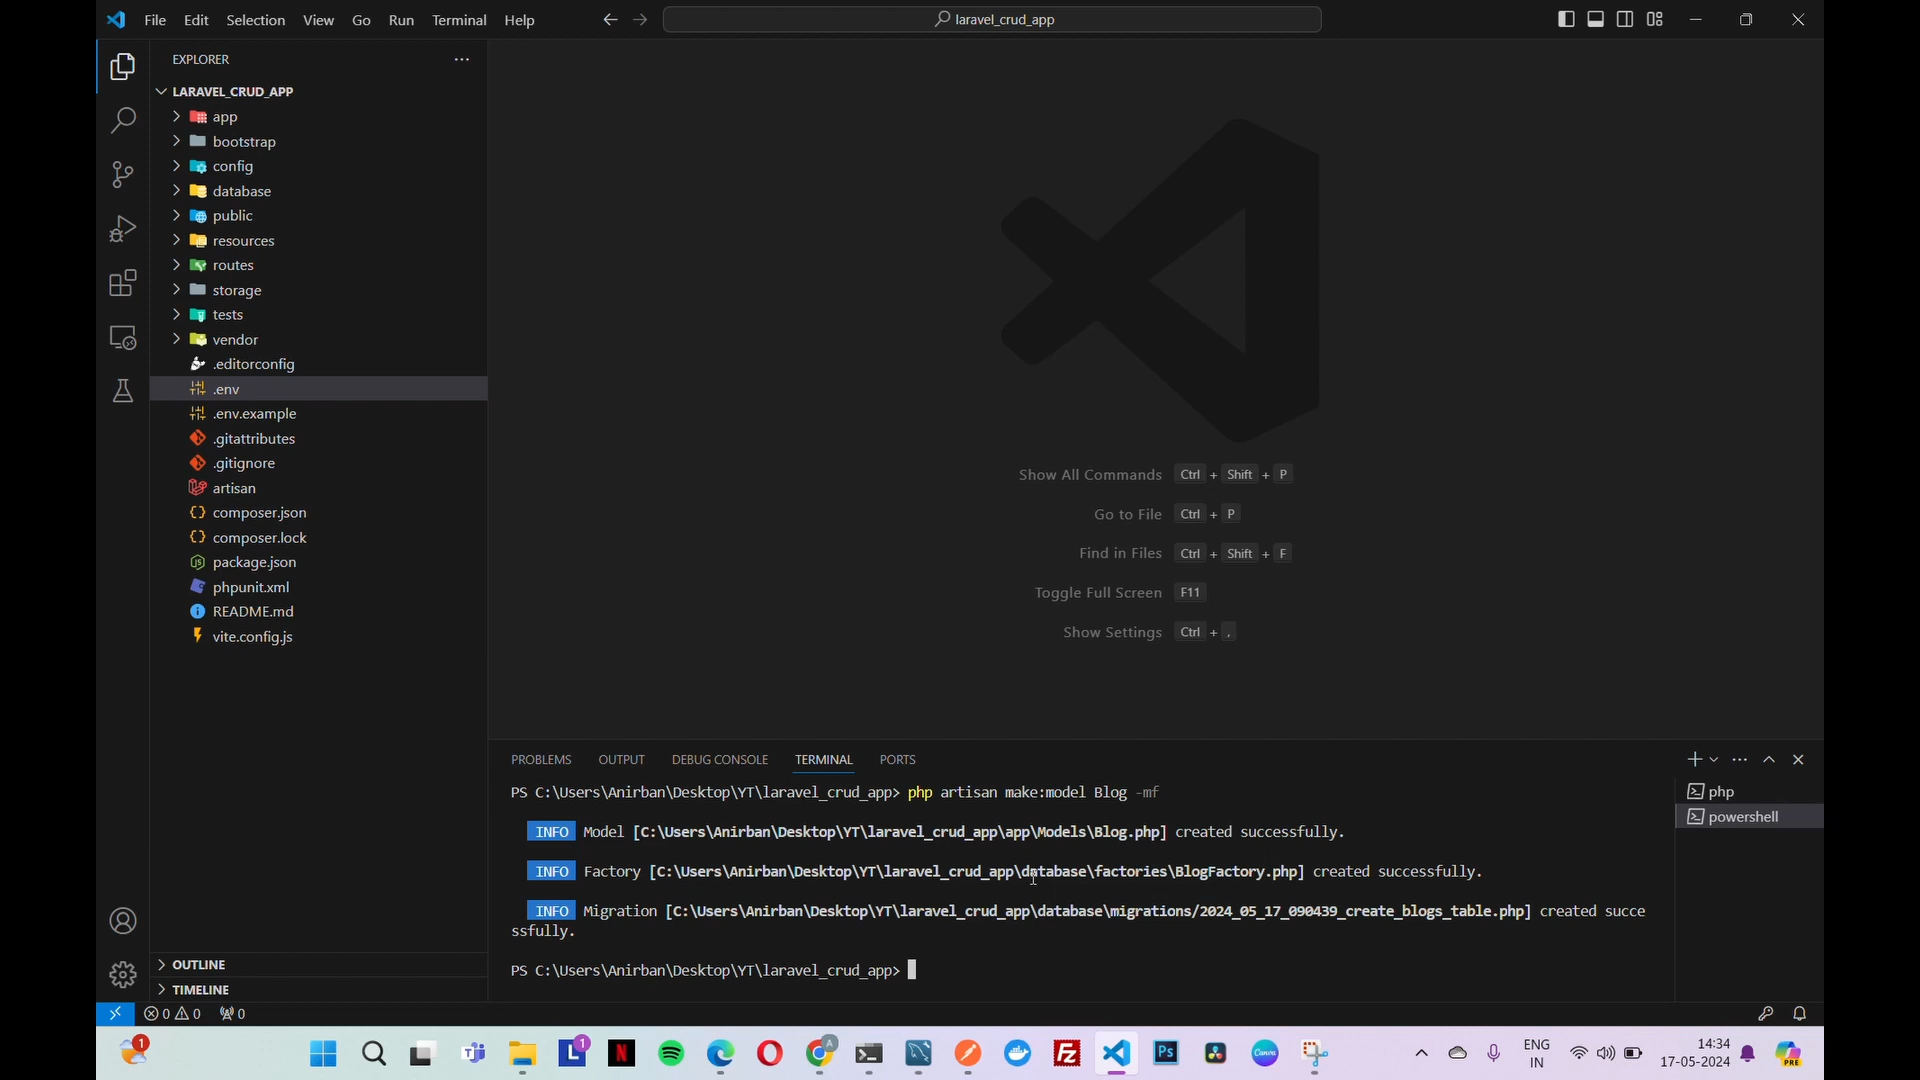 File Edit Selection View Go Run Terminal Help
laravel_crud_app
EXPLORER
LARAVEL_CRUD_APP
app
bootstrap
config
database
public
resources
routes
storage
tests
vendor
.editorconfig
.env
.env.example
.gitattributes
.gitignore
artisan
composer.json
composer.lock
package.json
phpunit.xml
README.md
vite.config.js
OUTLINE
TIMELINE
Show All Commands Ctrl + Shift + P
Go to File Ctrl + P
Find in Files Ctrl + Shift + F
Toggle Full Screen F11
Show Settings Ctrl + ,
PROBLEMS OUTPUT DEBUG CONSOLE TERMINAL PORTS
PS C:\Users\Anirban\Desktop\YT\laravel_crud_app> php artisan make:model Blog -mf
INFO Model [C:\Users\Anirban\Desktop\YT\laravel_crud_app\app\Models\Blog.php] created successfully.
INFO Factory [C:\Users\Anirban\Desktop\YT\laravel_crud_app\database\factories\BlogFactory.php] created successfully.
INFO Migration [C:\Users\Anirban\Desktop\YT\laravel_crud_app\database\migrations/2024_05_17_090439_create_blogs_table.php] created succe
ssfully.
PS C:\Users\Anirban\Desktop\YT\laravel_crud_app>
php
powershell
0 0 0
1
L 1
N
A
Fz
Ps
Canva
ENG
IN
14:34
17-05-2024
PRE